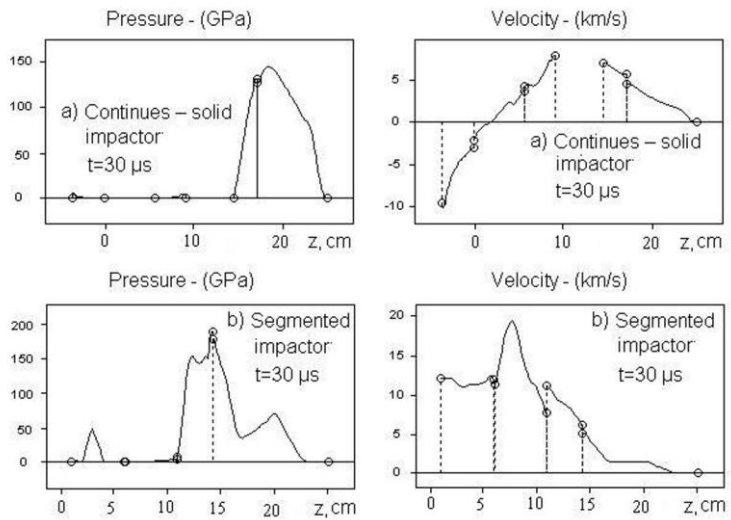 Pressure - (GPa)
150
100
50
0
a) Continues – solid
impactor
t=30 µs
0
10
20
z, cm
Velocity - (km/s)
5
0
-5
-10
a) Continues – solid
impactor
t=30 µs
0
10
20
z, cm
Pressure - (GPa)
200
150
100
50
0
b) Segmented
impactor
t=30 µs
0
5
10
15
20
25
z, cm
Velocity - (km/s)
20
15
10
5
0
b) Segmented
impactor
t=30 µs
0
5
10
15
20
25
z, cm